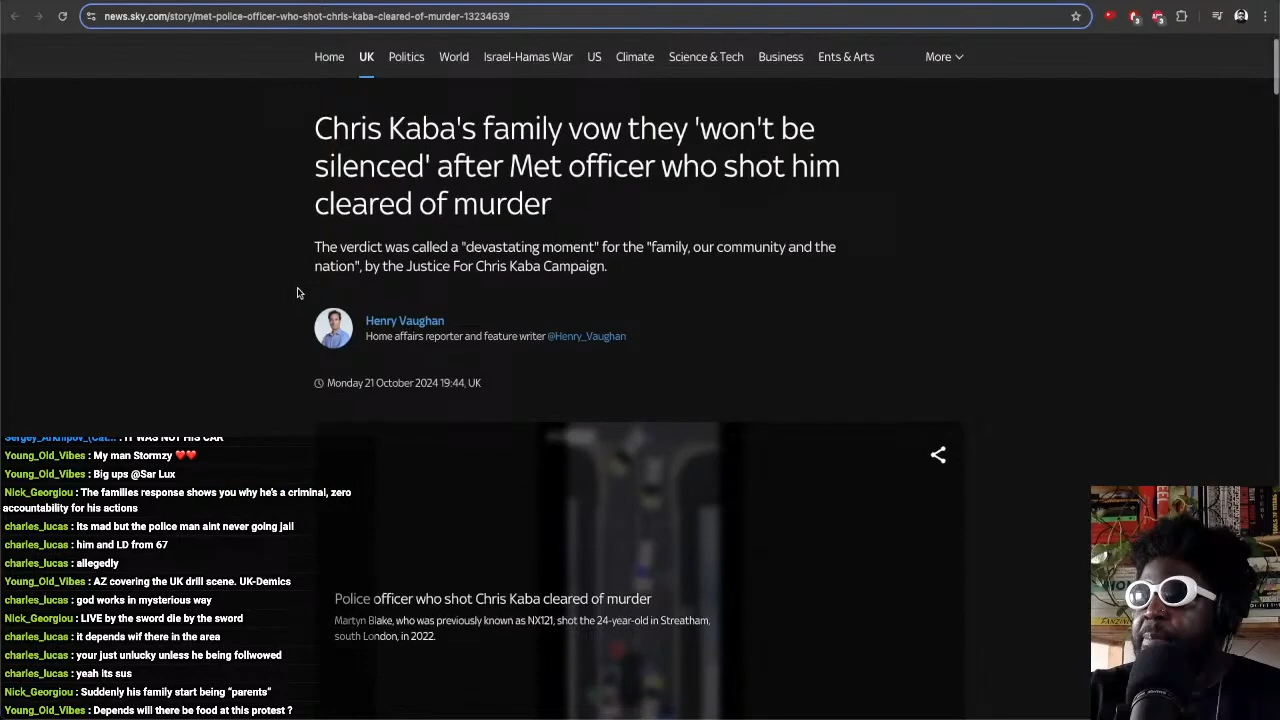 news.sky.com/story/met-police-officer-who-shot-chris-kaba-cleared-of-murder-13234639
Home UK Politics World Israel-Hamas War US Climate Science & Tech Business Ents & Arts More
Chris Kaba's family vow they 'won't be
silenced' after Met officer who shot him
cleared of murder
The verdict was called a "devastating moment" for the "family, our community and the
nation", by the Justice For Chris Kaba Campaign.
Henry Vaughan
Home affairs reporter and feature writer @Henry_Vaughan
Monday 21 October 2024 19:44, UK
Police officer who shot Chris Kaba cleared of murder
Martyn Blake, who was previously known as NX121, shot the 24-year-old in Streatham,
south London, in 2022.
Sergey_Arkhipov_(Cat... : IT WAS NOT HIS CAR
Young_Old_Vibes : My man Stormzy ❤️❤️
Young_Old_Vibes : Big ups @Sar Lux
Nick_Georgiou : The families response shows you why he's a criminal, zero
accountability for his actions
charles_lucas : Its mad but the police man aint never going jail
charles_lucas : him and LD from 67
charles_lucas : allegedly
Young_Old_Vibes : AZ covering the UK drill scene. UK-Demics
charles_lucas : god works in mysterious way
Nick_Georgiou : LIVE by the sword die by the sword
charles_lucas : it depends wif there in the area
charles_lucas : your just unlucky unless he being follwowed
charles_lucas : yeah its sus
Nick_Georgiou : Suddenly his family start being “parents”
Young_Old_Vibes : Depends will there be food at this protest ?